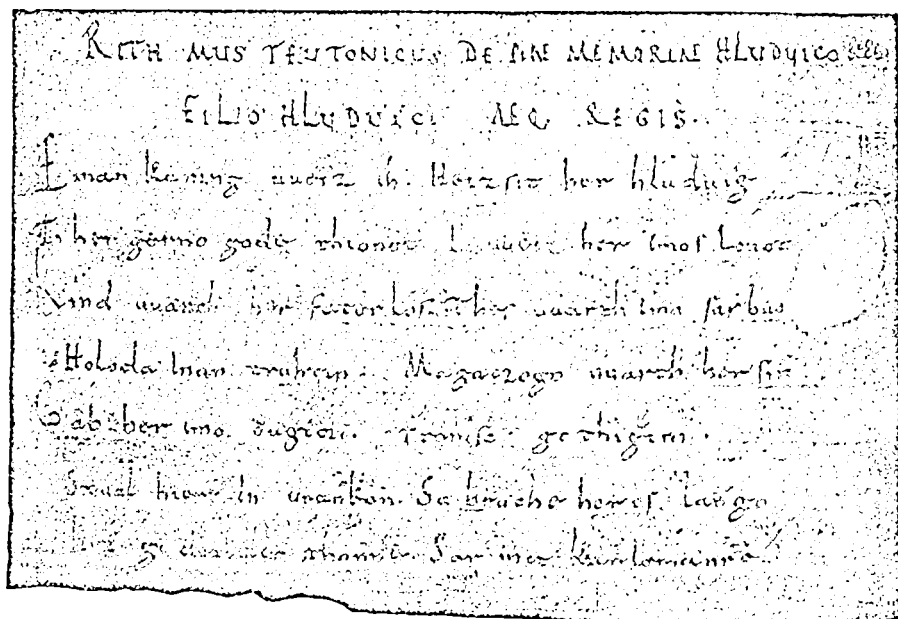 RITHMUS TEUTONICUS DE PIAE MEMORIAE HLUDUICO REGE
FILIO HLUDUICI AEQ; REGIS.
Einan kuning uueiz ih. Heizsit her hluduig
Ther gerno gode thionot. Ih uueiz her imos lonot
Kind uuarth her faterlos. Thes uuarth imo sar buoz
Holoda inan truhtin. Magaczogo uuarth her sin
Gab her imo dugidi. Fronisc githigini.
Stuol hier in urankon. So bruche her es lango
thanne. Sar mit Karlemanne